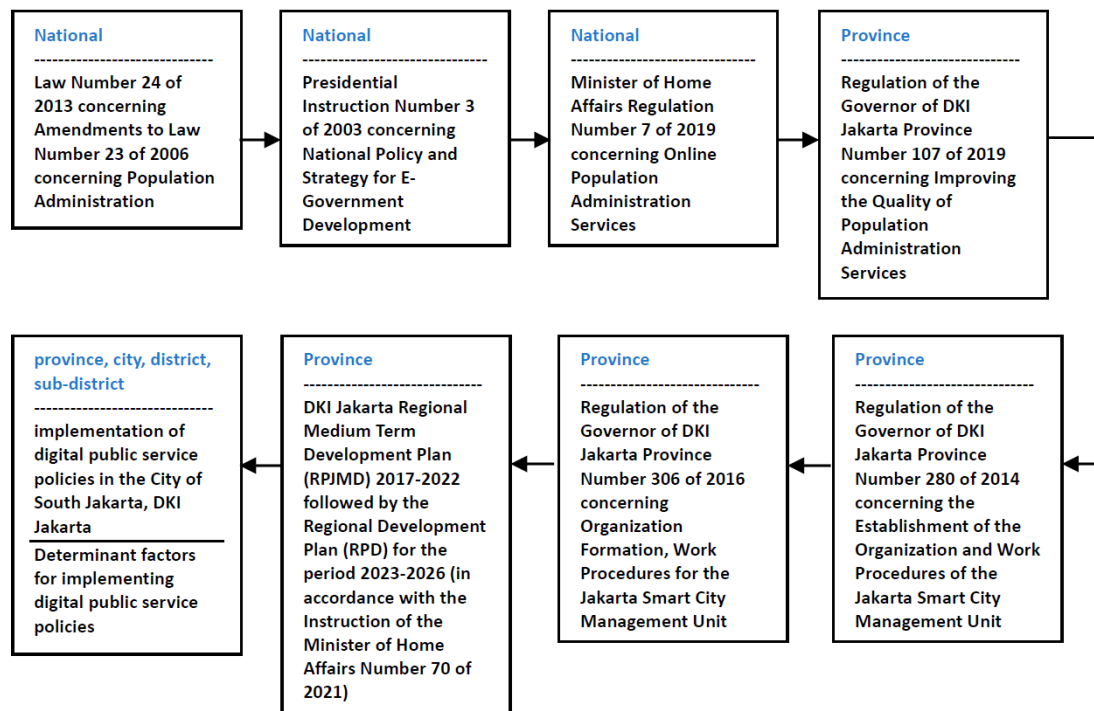 National
------------------------------
Law Number 24 of
2013 concerning
Amendments to Law
Number 23 of 2006
concerning Population
Administration
National
-------------------------------
Presidential
Instruction Number 3
of 2003 concerning
National Policy and
Strategy for E-
Government
Development
National
------------------------------
Minister of Home
Affairs Regulation
Number 7 of 2019
concerning Online
Population
Administration
Services
Province
------------------------------
Regulation of the
Governor of DKI
Jakarta Province
Number 107 of 2019
concerning Improving
the Quality of
Population
Administration
Services
Province
------------------------------
Regulation of the
Governor of DKI
Jakarta Province
Number 280 of 2014
concerning the
Establishment of the
Organization and Work
Procedures of the
Jakarta Smart City
Management Unit
Province
------------------------------
Regulation of the
Governor of DKI
Jakarta Province
Number 306 of 2016
concerning
Organization
Formation, Work
Procedures for the
Jakarta Smart City
Management Unit
Province
------------------------------
DKI Jakarta Regional
Medium Term
Development Plan
(RPJMD) 2017-2022
followed by the
Regional Development
Plan (RPD) for the
period 2023-2026 (in
accordance with the
Instruction of the
Minister of Home
Affairs Number 70 of
2021)
province, city, district,
sub-district
------------------------------
implementation of
digital public service
policies in the City of
South Jakarta, DKI
Jakarta
Determinant factors
for implementing
digital public service
policies